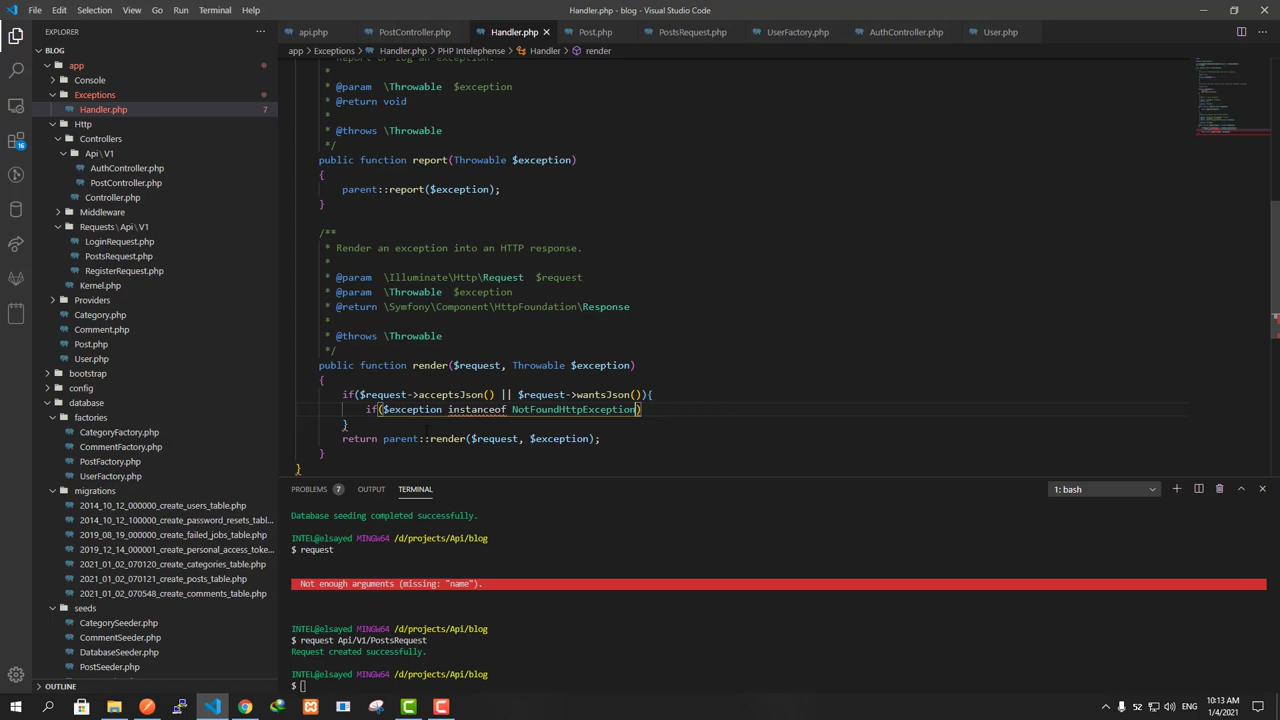 File Edit Selection View Go Run Terminal Help
Handler.php - blog - Visual Studio Code
EXPLORER
api.php
PostController.php
Handler.php
Post.php
PostsRequest.php
UserFactory.php
AuthController.php
User.php
app > Exceptions > Handler.php > PHP Intelephense > Handler > render
BLOG
app
Console
Exceptions
Handler.php 7
Http
Controllers
Api \ V1
AuthController.php
PostController.php
Controller.php
Middleware
Requests \ Api \ V1
LoginRequest.php
PostsRequest.php
RegisterRequest.php
Kernel.php
Providers
Category.php
Comment.php
Post.php
User.php
bootstrap
config
database
factories
CategoryFactory.php
CommentFactory.php
PostFactory.php
UserFactory.php
migrations
2014_10_12_000000_create_users_table.php
2014_10_12_100000_create_password_resets_tabl...
2019_08_19_000000_create_failed_jobs_table.php
2019_12_14_000001_create_personal_access_toke...
2021_01_02_070120_create_categories_table.php
2021_01_02_070121_create_posts_table.php
2021_01_02_070548_create_comments_table.php
seeds
CategorySeeder.php
CommentSeeder.php
DatabaseSeeder.php
PostSeeder.php
OUTLINE
16
* Report or log an exception.
*
* @param \Throwable $exception
* @return void
*
* @throws \Throwable
*/
public function report(Throwable $exception)
{
parent::report($exception);
}
/**
* Render an exception into an HTTP response.
*
* @param \Illuminate\Http\Request $request
* @param \Throwable $exception
* @return \Symfony\Component\HttpFoundation\Response
*
* @throws \Throwable
*/
public function render($request, Throwable $exception)
{
if($request->acceptsJson() || $request->wantsJson()){
if($exception instanceof NotFoundHttpException)
}
return parent::render($request, $exception);
}
}
PROBLEMS 7 OUTPUT TERMINAL
1: bash
Database seeding completed successfully.
INTEL@elsayed MINGW64 /d/projects/Api/blog
$ request
Not enough arguments (missing: "name").
INTEL@elsayed MINGW64 /d/projects/Api/blog
$ request Api/V1/PostsRequest
Request created successfully.
INTEL@elsayed MINGW64 /d/projects/Api/blog
$
ENG
10:13 AM
1/4/2021